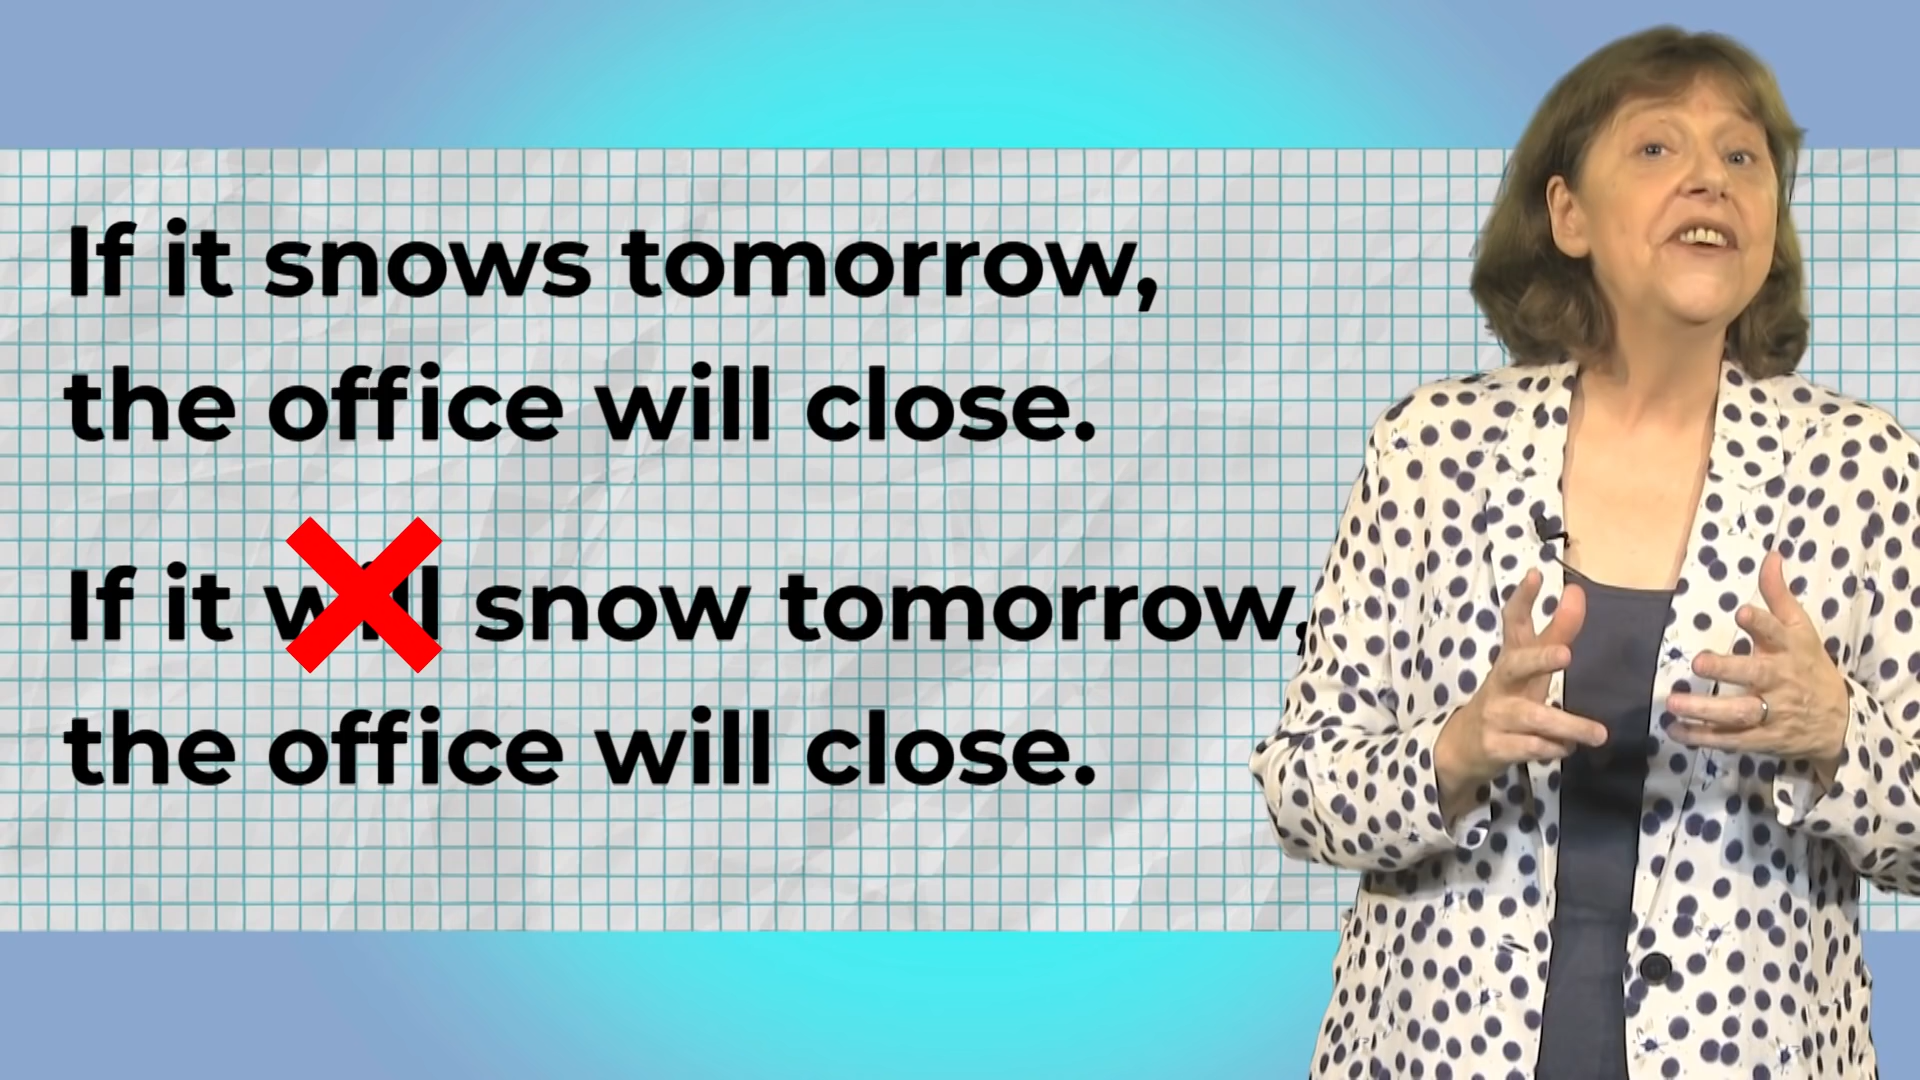 If it snows tomorrow,
the office will close.
If it will snow tomorrow,
the office will close.